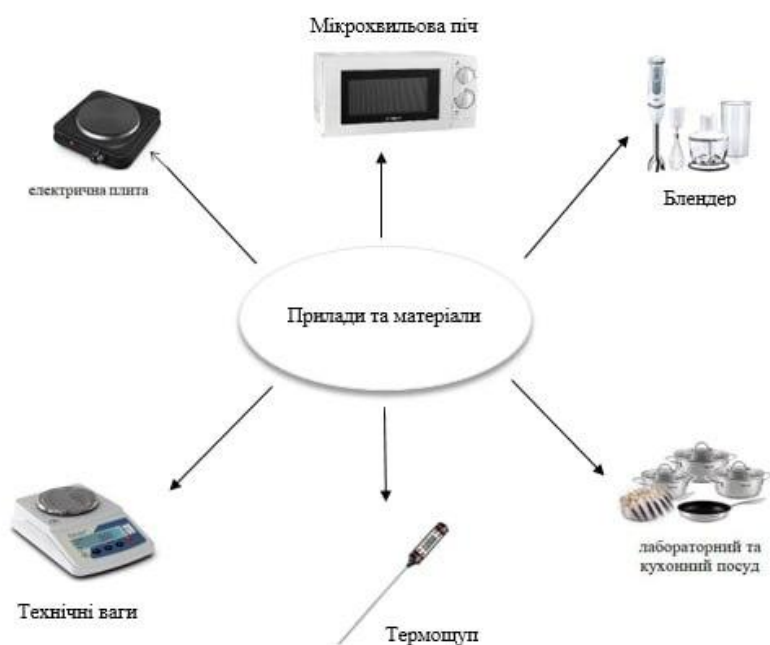 Мікрохвильова піч
електрична плита
Блендер
Прилади та матеріали
лабораторний та
кухонний посуд
Технічні ваги
Термощуп